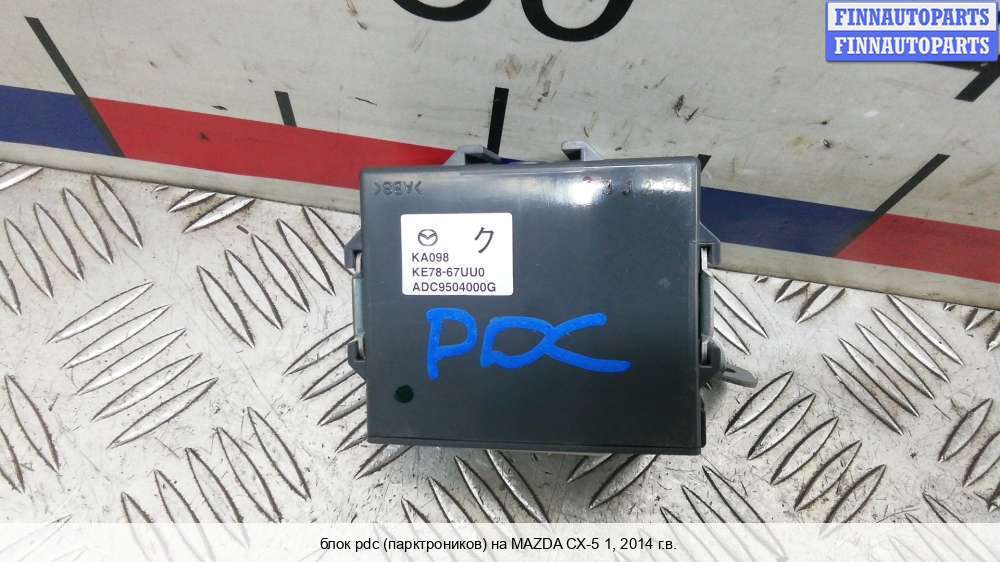 FINNAUTOPARTS
FINNAUTOPARTS
ク
KA098
KE78-67UU0
ADC9504000G
PDC
блок pdc (парктроников) на MAZDA CX-5 1, 2014 г.в.